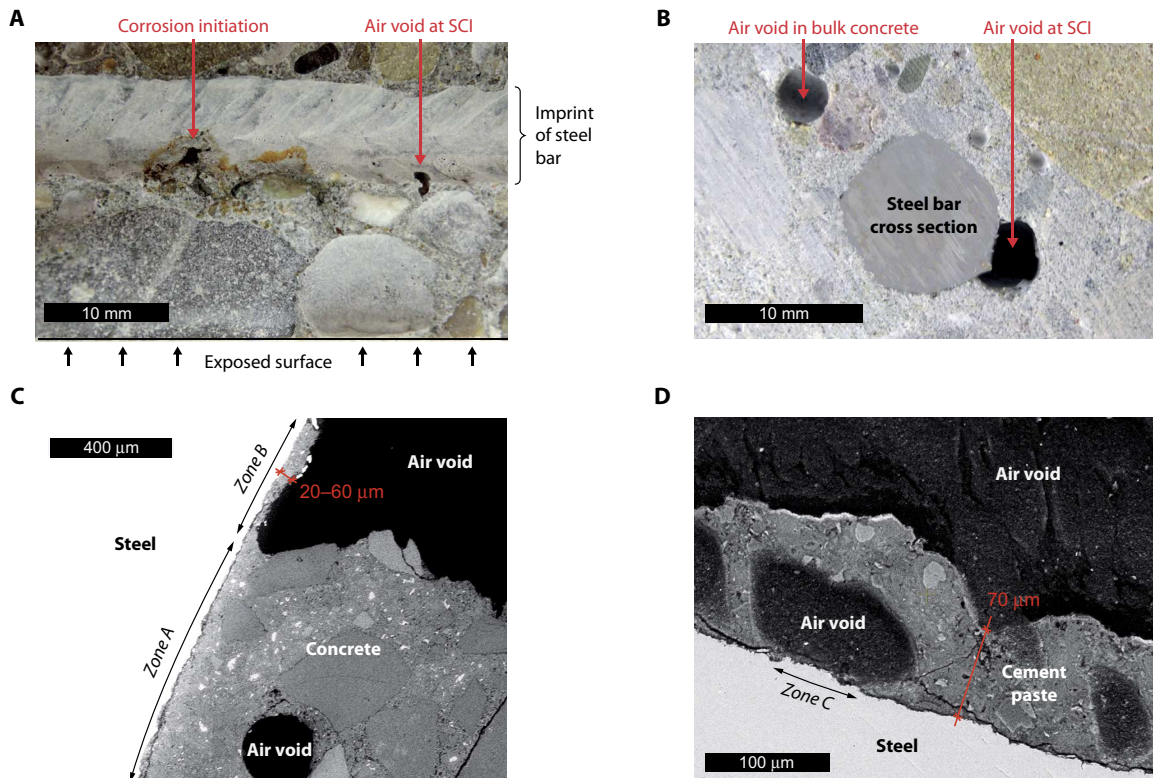 A
Corrosion initiation
Air void at SCI
Imprint
of steel
bar
10 mm
Exposed surface
B
Air void in bulk concrete
Air void at SCI
Steel bar
cross section
10 mm
C
400 µm
Zone B
Air void
20–60 µm
Steel
Zone A
Concrete
Air void
D
Air void
70 µm
Air void
Cement
paste
Zone C
Steel
100 µm